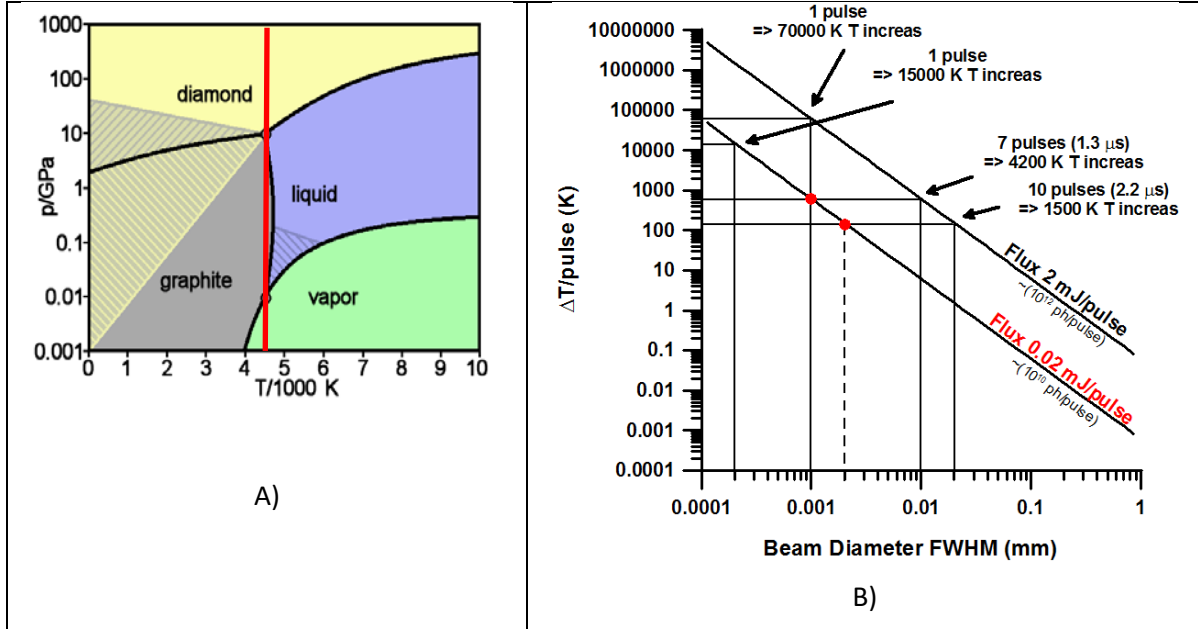 1000
100
10
1
0.1
0.01
0.001
p/GPa
diamond
liquid
graphite
vapor
0 1 2 3 4 5 6 7 8 9 10
T/1000 K
A)
10000000
1000000
100000
10000
1000
100
10
1
0.1
0.01
0.001
0.0001
ΔT/pulse (K)
1 pulse
=> 70000 K T increas
1 pulse
=> 15000 K T increas
7 pulses (1.3 μs)
=> 4200 K T increas
10 pulses (2.2 μs)
=> 1500 K T increas
Flux 2 mJ/pulse
~(10¹² ph/pulse)
Flux 0.02 mJ/pulse
~(10¹⁰ ph/pulse)
0.0001 0.001 0.01 0.1 1
Beam Diameter FWHM (mm)
B)